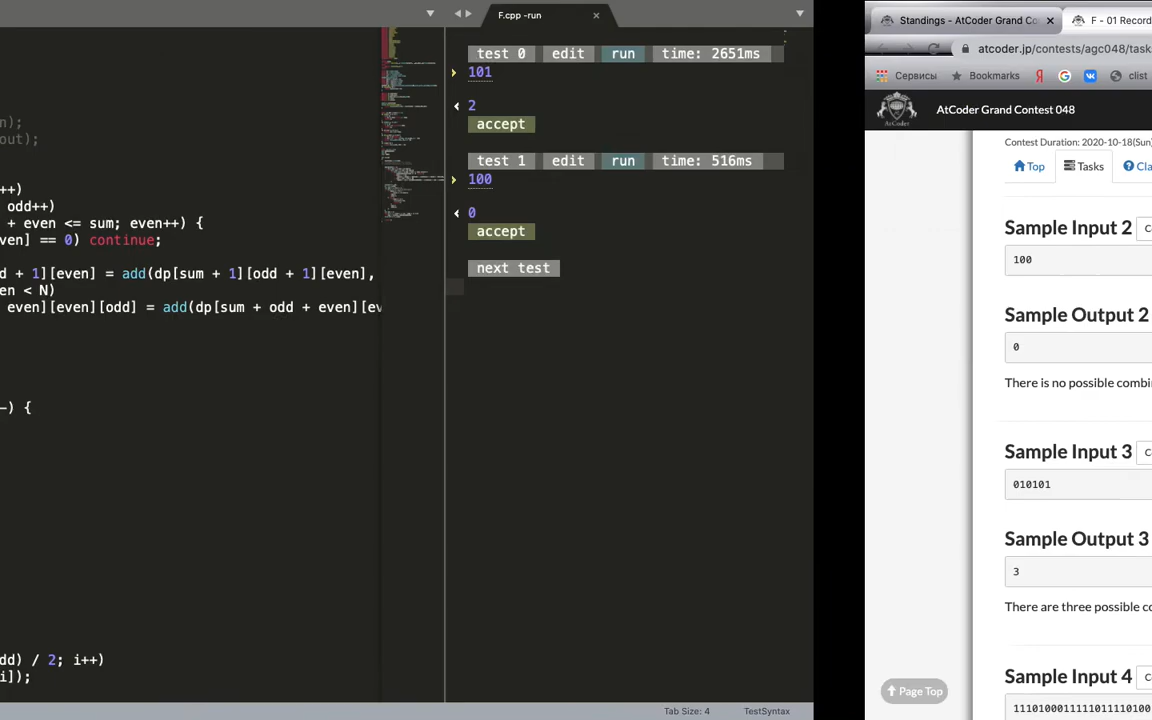 n);
out);
++)
odd++)
+ even <= sum; even++) {
ven] == 0) continue;
d + 1][even] = add(dp[sum + 1][odd + 1][even],
en < N)
even][even][odd] = add(dp[sum + odd + even][ev
-) {
dd) / 2; i++)
i]);
F.cpp -run ×
test 0 edit run time: 2651ms
101
2
accept
test 1 edit run time: 516ms
100
0
accept
next test
Tab Size: 4 TestSyntax
Standings - AtCoder Grand Co ×
F - 01 Record
atcoder.jp/contests/agc048/task
Сервисы Bookmarks Я G clist
AtCoder
AtCoder Grand Contest 048
Contest Duration: 2020-10-18(Sun)
Top Tasks ? Cla
Sample Input 2 C
100
Sample Output 2
0
There is no possible combi
Sample Input 3 C
010101
Sample Output 3
3
There are three possible co
Sample Input 4 C
Page Top